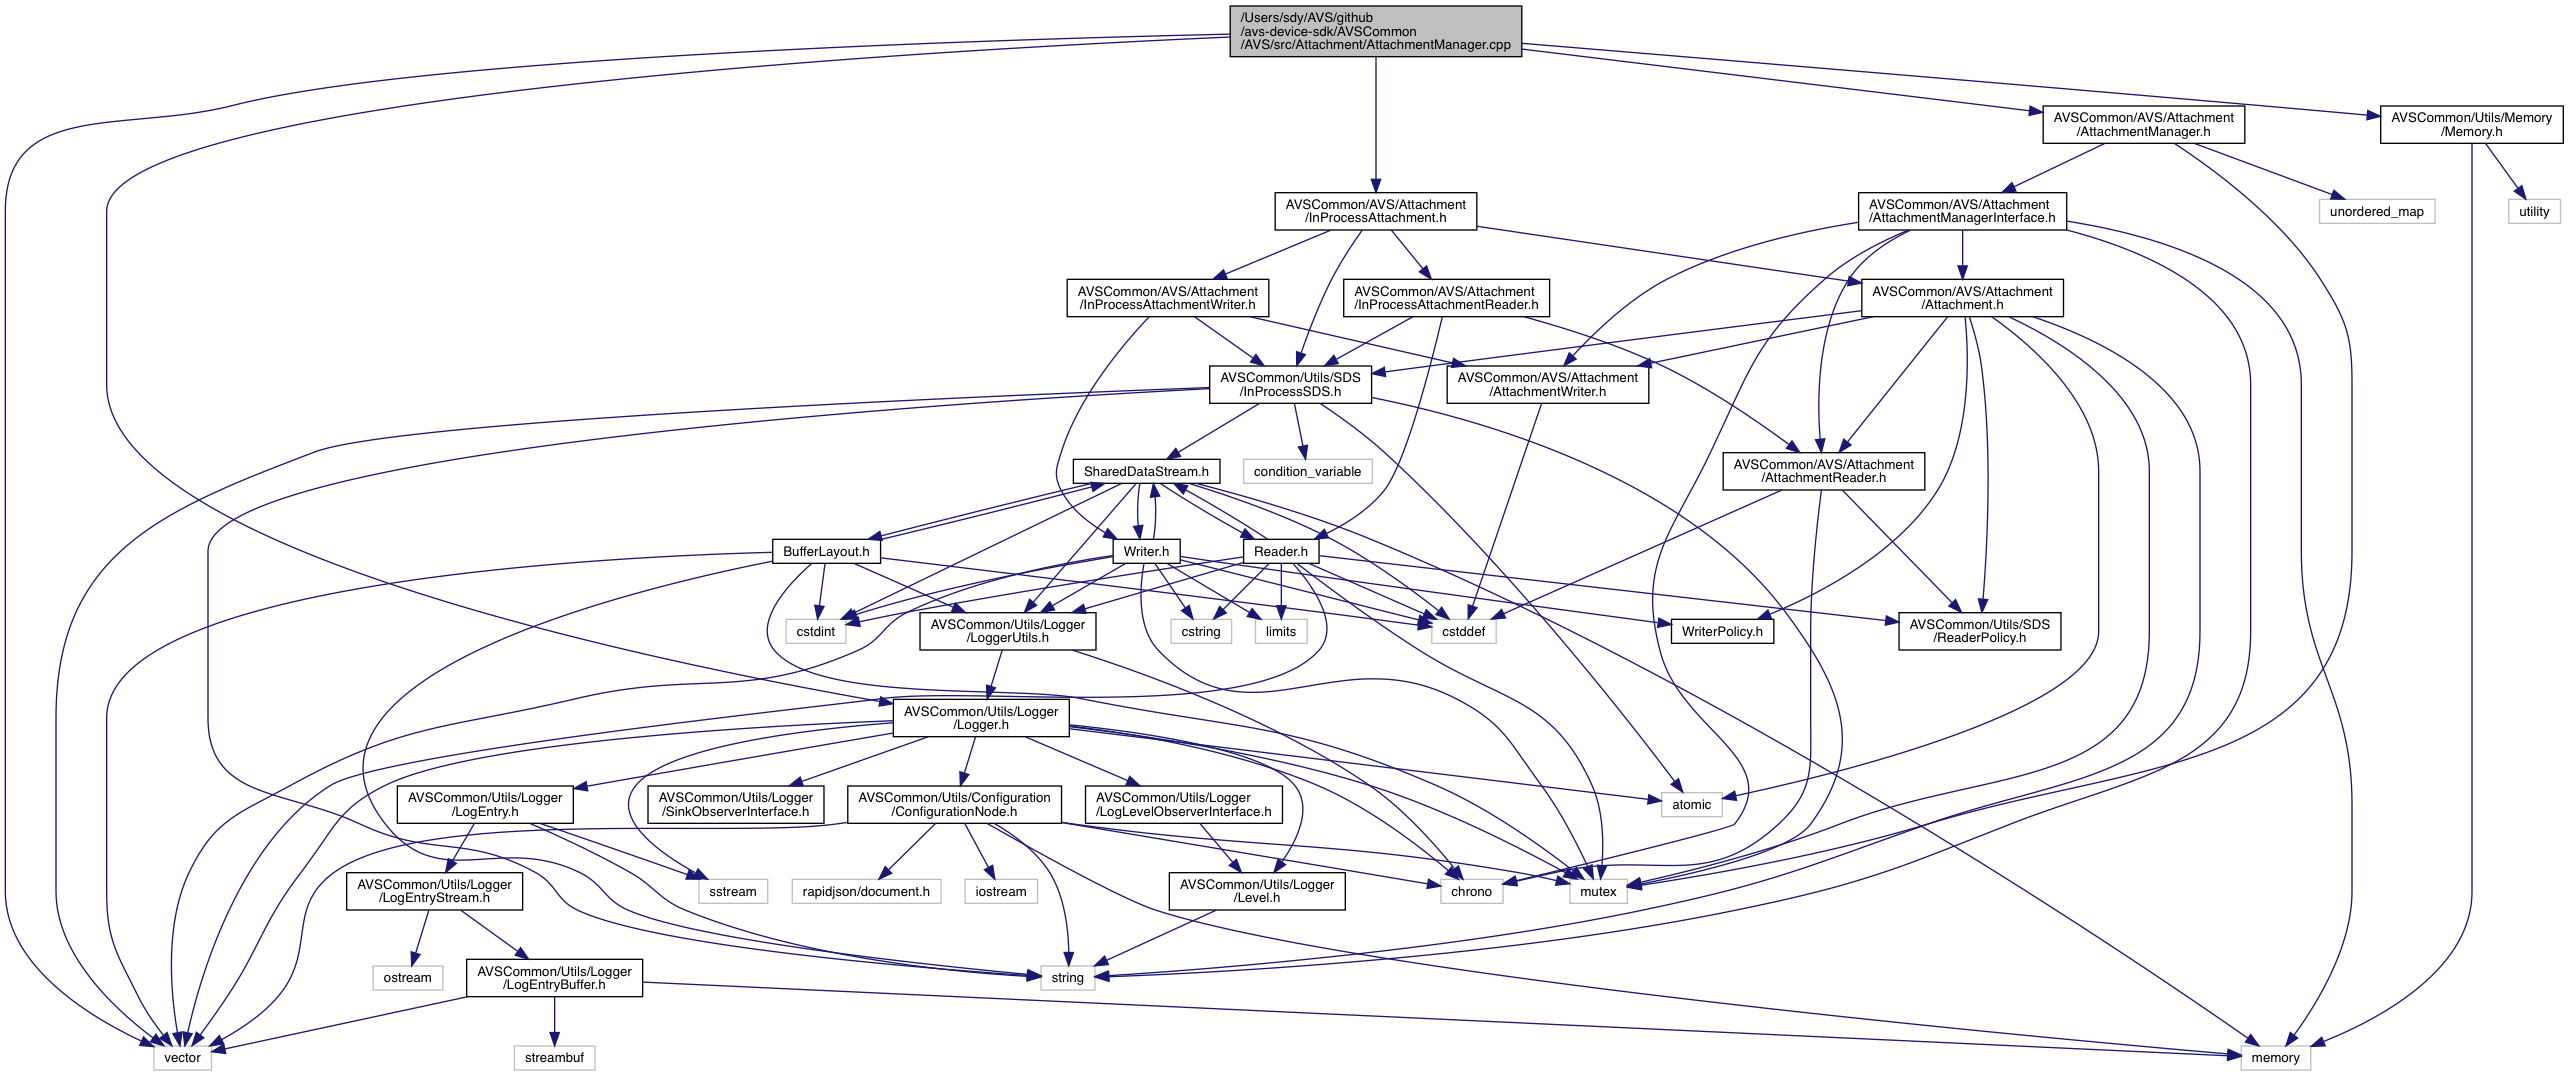 /Users/sdy/AVS/github
/avs-device-sdk/AVSCommon
/AVS/src/Attachment/AttachmentManager.cpp
AVSCommon/AVS/Attachment
/AttachmentManager.h
AVSCommon/Utils/Memory
/Memory.h
AVSCommon/AVS/Attachment
/InProcessAttachment.h
AVSCommon/AVS/Attachment
/AttachmentManagerInterface.h
unordered_map
utility
AVSCommon/AVS/Attachment
/InProcessAttachmentWriter.h
AVSCommon/AVS/Attachment
/InProcessAttachmentReader.h
AVSCommon/AVS/Attachment
/Attachment.h
AVSCommon/Utils/SDS
/InProcessSDS.h
AVSCommon/AVS/Attachment
/AttachmentWriter.h
SharedDataStream.h
condition_variable
AVSCommon/AVS/Attachment
/AttachmentReader.h
BufferLayout.h
Writer.h
Reader.h
cstdint
AVSCommon/Utils/Logger
/LoggerUtils.h
cstring
limits
cstddef
WriterPolicy.h
AVSCommon/Utils/SDS
/ReaderPolicy.h
AVSCommon/Utils/Logger
/Logger.h
AVSCommon/Utils/Logger
/LogEntry.h
AVSCommon/Utils/Logger
/SinkObserverInterface.h
AVSCommon/Utils/Configuration
/ConfigurationNode.h
AVSCommon/Utils/Logger
/LogLevelObserverInterface.h
atomic
AVSCommon/Utils/Logger
/LogEntryStream.h
sstream
rapidjson/document.h
iostream
AVSCommon/Utils/Logger
/Level.h
chrono
mutex
ostream
AVSCommon/Utils/Logger
/LogEntryBuffer.h
string
vector
streambuf
memory